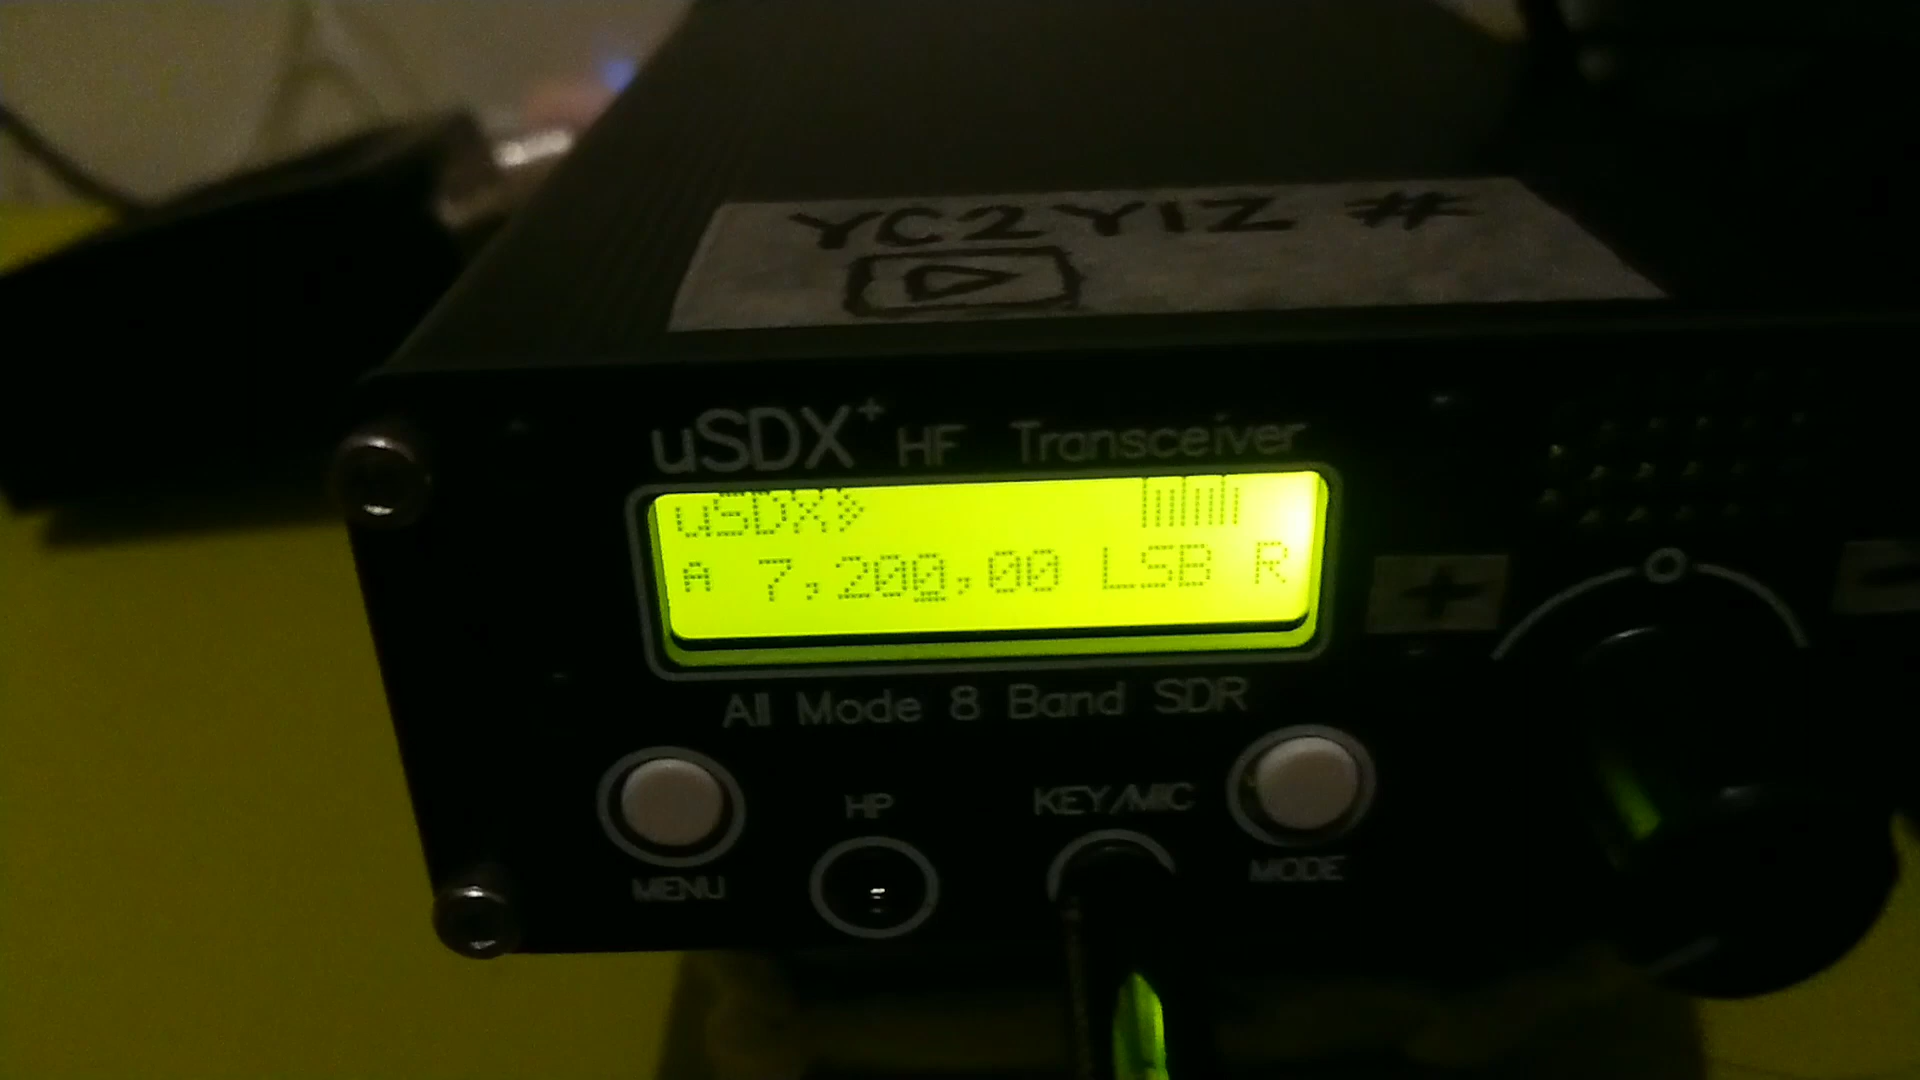 YC2YIZ #
uSDX+ HF Transceiver
uSDX
A 7,200,00 LSB R
+
-
All Mode 8 Band SDR
HP
KEY/MIC
MENU
MODE